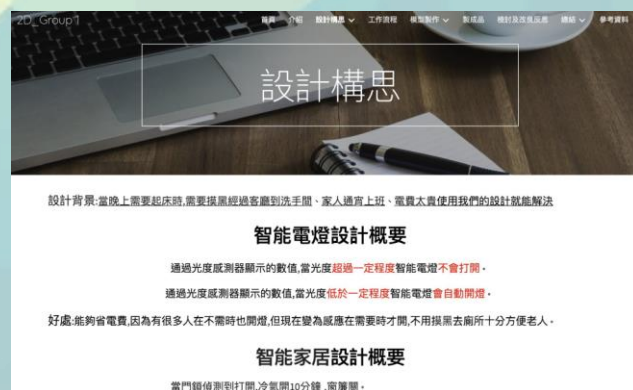 2D_Group 1
首頁 介紹 設計構思 工作流程 模型製作 製成品 檢討及改良反應 總結 參考資料
設計構思
設計背景:當晚上需要起床時,需要摸黑經過客廳到洗手間、家人通宵上班、電費太貴使用我們的設計就能解決
智能電燈設計概要
通過光度感測器顯示的數值,當光度超過一定程度智能電燈不會打開。
通過光度感測器顯示的數值,當光度低於一定程度智能電燈會自動開燈。
好處:能夠省電費,因為有很多人在不需時也開燈,但現在變為感應在需要時才開,不用摸黑去廁所十分方便老人。
智能家居設計概要
當門鎖偵測到打開,冷氣開10分鐘,窗簾關。